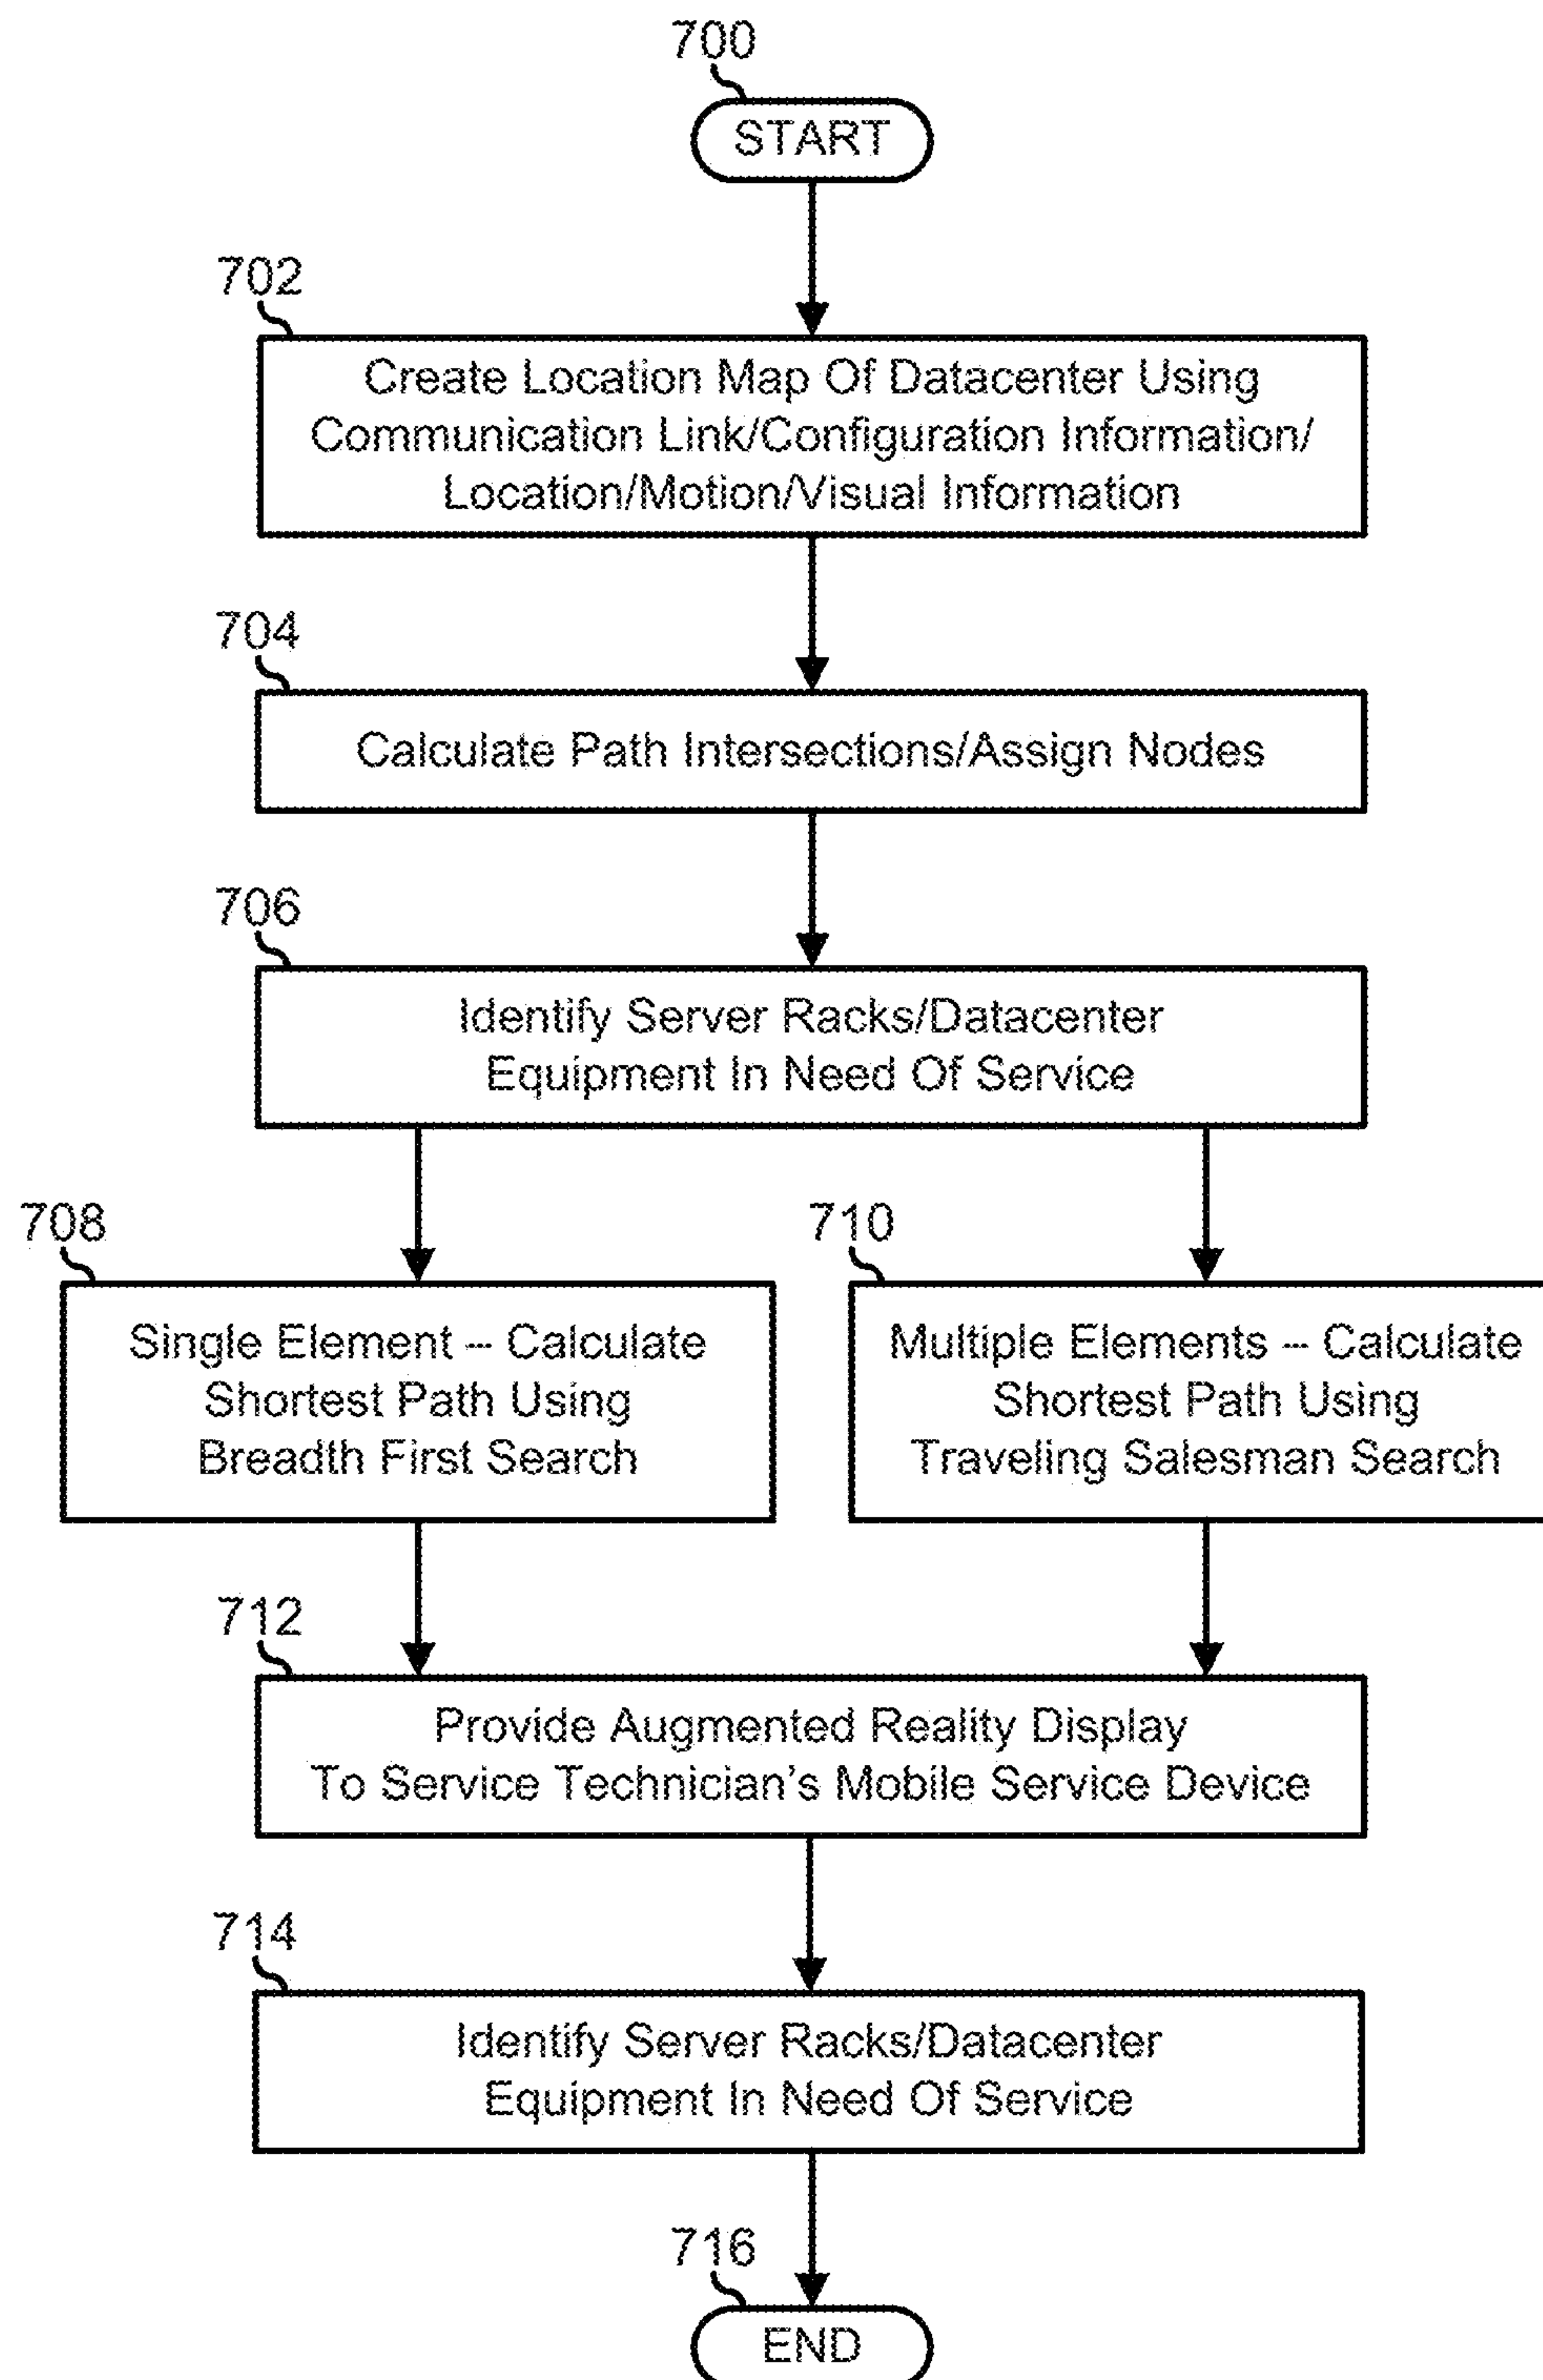 700
START
702
Create Location Map Of Datacenter Using
Communication Link/Configuration Information/
Location/Motion/Visual Information
704
Calculate Path Intersections/Assign Nodes
706
Identify Server Racks/Datacenter
Equipment In Need Of Service
708
Single Element -- Calculate
Shortest Path Using
Breadth First Search
710
Multiple Elements -- Calculate
Shortest Path Using
Traveling Salesman Search
712
Provide Augmented Reality Display
To Service Technician's Mobile Service Device
714
Identify Server Racks/Datacenter
Equipment In Need Of Service
716
END